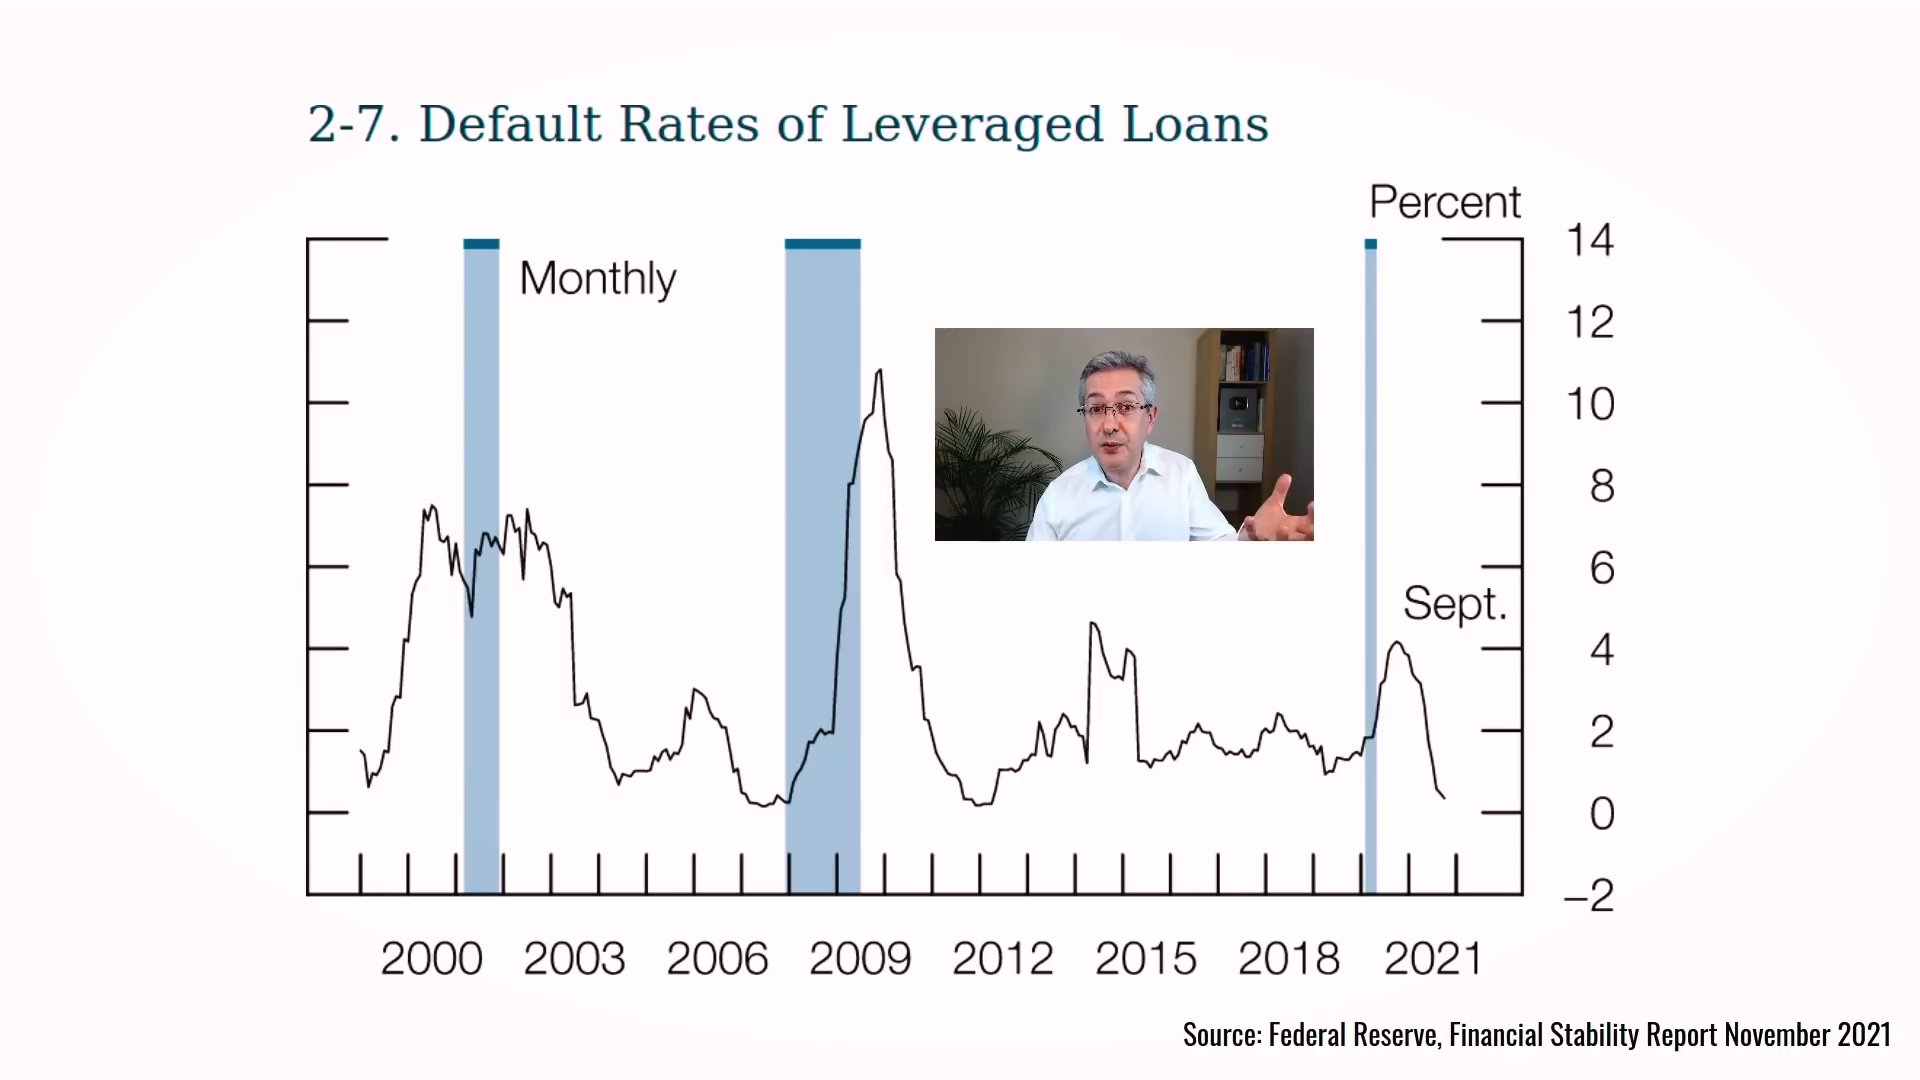 2-7. Default Rates of Leveraged Loans
Percent
Monthly
14
12
10
8
6
Sept.
4
2
0
−2
2000 2003 2006 2009 2012 2015 2018 2021
Source: Federal Reserve, Financial Stability Report November 2021